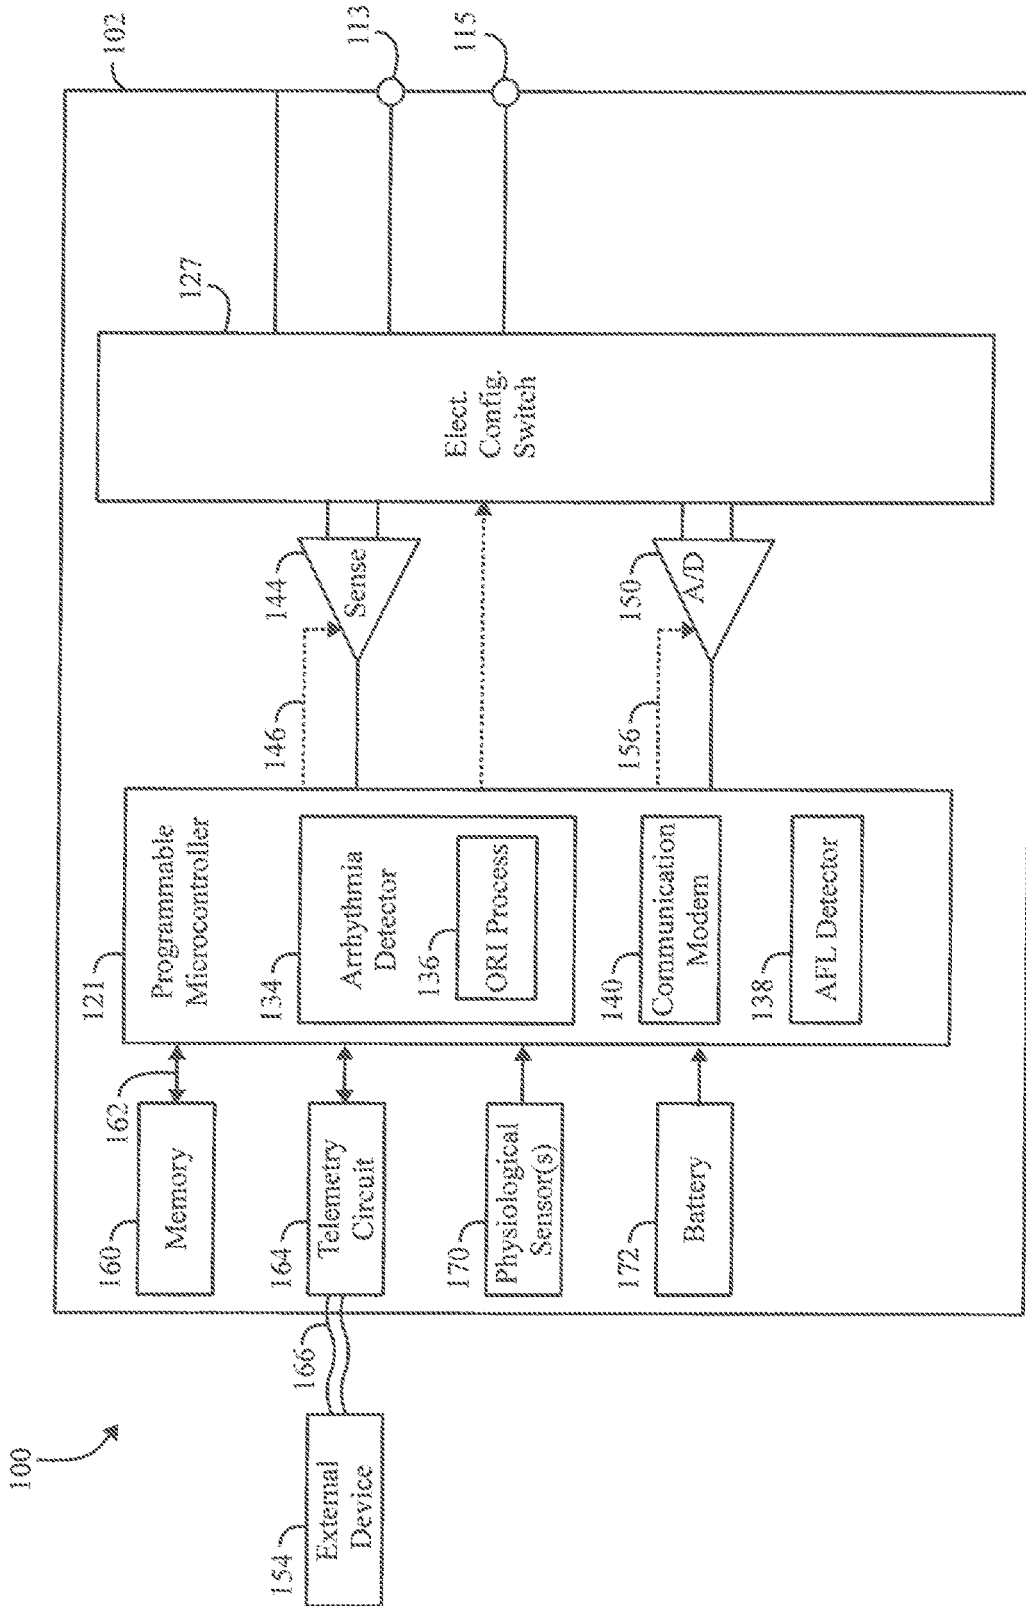 100
102
113
115
127
Elect.
Config.
Switch
144
Sense
146
150
A/D
156
121
Programmable
Microcontroller
134
Arrhythmia
Detector
136
ORI Process
140
Communication
Modem
138
AFL Detector
162
160
Memory
164
Telemetry
Circuit
166
170
Physiological
Sensor(s)
172
Battery
154
External
Device